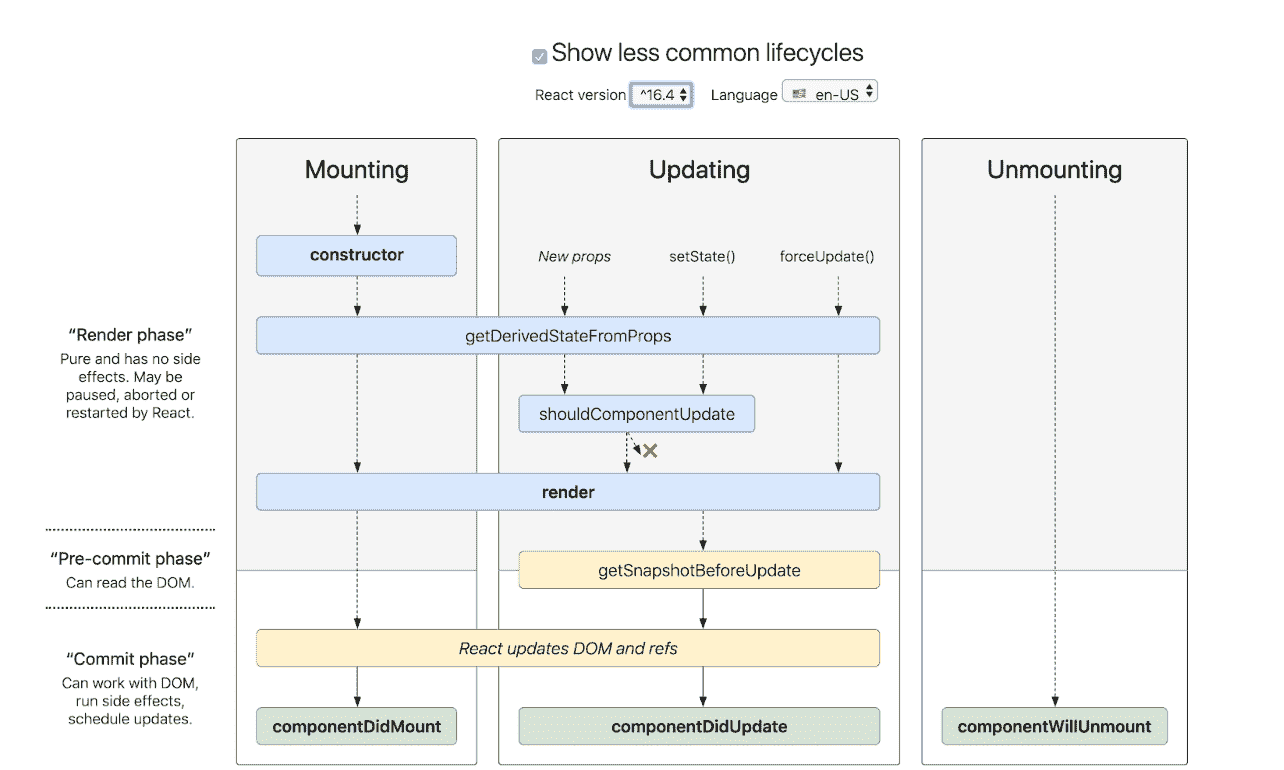 Show less common lifecycles
React version ^16.4 Language en-US
Mounting Updating Unmounting
constructor
New props setState() forceUpdate()
“Render phase”
Pure and has no side
effects. May be
paused, aborted or
restarted by React.
getDerivedStateFromProps
shouldComponentUpdate
render
“Pre-commit phase”
Can read the DOM.
getSnapshotBeforeUpdate
“Commit phase”
Can work with DOM,
run side effects,
schedule updates.
React updates DOM and refs
componentDidMount componentDidUpdate componentWillUnmount